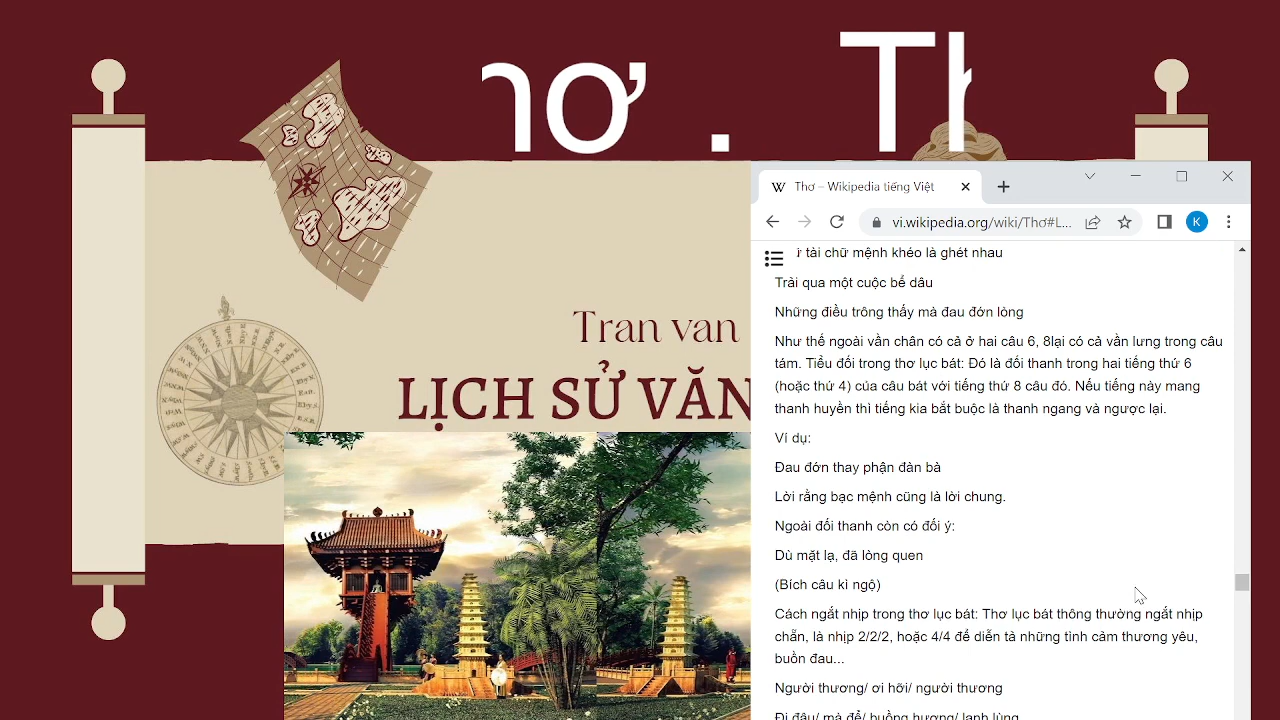 hơ . Th
Tran van
LỊCH SỬ VĂN
Thơ – Wikipedia tiếng Việt
vi.wikipedia.org/wiki/Thơ#L...
K
tài chữ mệnh khéo là ghét nhau
Trải qua một cuộc bể dâu
Những điều trông thấy mà đau đớn lòng
Như thế ngoài vần chân có cả ở hai câu 6, 8lại có cả vần lưng trong câu
tám. Tiểu đối trong thơ lục bát: Đó là đối thanh trong hai tiếng thứ 6
(hoặc thứ 4) của câu bát với tiếng thứ 8 câu đó. Nếu tiếng này mang
thanh huyền thì tiếng kia bắt buộc là thanh ngang và ngược lại.
Ví dụ:
Đau đớn thay phận đàn bà
Lời rằng bạc mệnh cũng là lời chung.
Ngoài đối thanh còn có đối ý:
Dù mặt lạ, đã lòng quen
(Bích câu kì ngộ)
Cách ngắt nhịp trong thơ lục bát: Thơ lục bát thông thường ngắt nhịp
chẵn, là nhịp 2/2/2, hoặc 4/4 để diễn tả những tình cảm thương yêu,
buồn đau...
Người thương/ ơi hỡi/ người thương
Đi đâu/ mà để/ buồng hương/ lạnh lùng